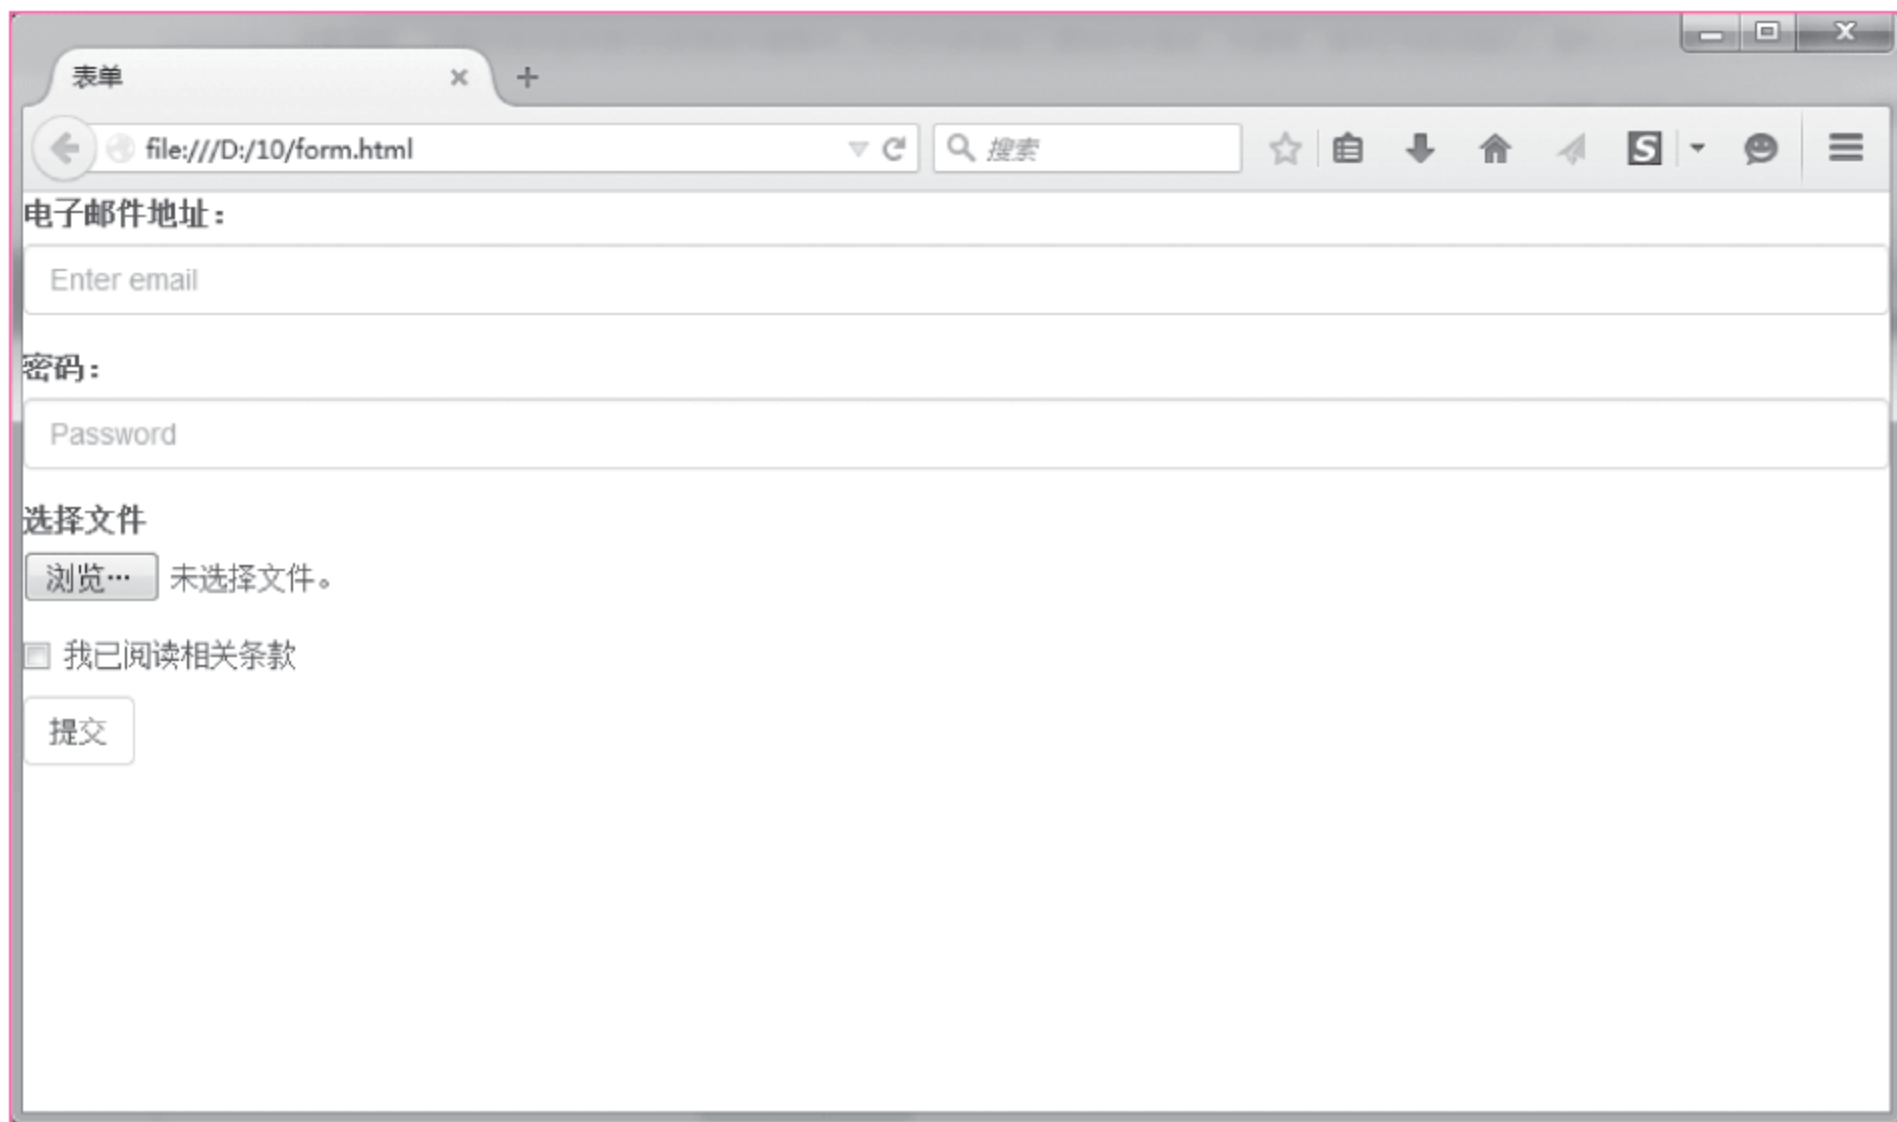 表单
file:///D:/10/form.html
搜索
电子邮件地址：
Enter email
密码：
Password
选择文件
浏览… 未选择文件。
我已阅读相关条款
提交